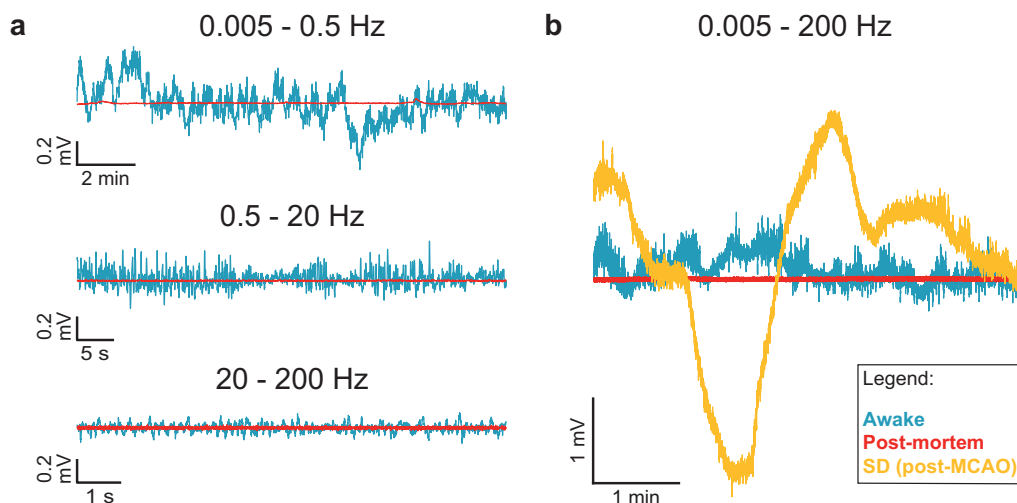 a
0.005 - 0.5 Hz
0.2
mV
2 min
0.5 - 20 Hz
0.2
mV
5 s
20 - 200 Hz
0.2
mV
1 s
b
0.005 - 200 Hz
1 mV
1 min
Legend:
Awake
Post-mortem
SD (post-MCAO)